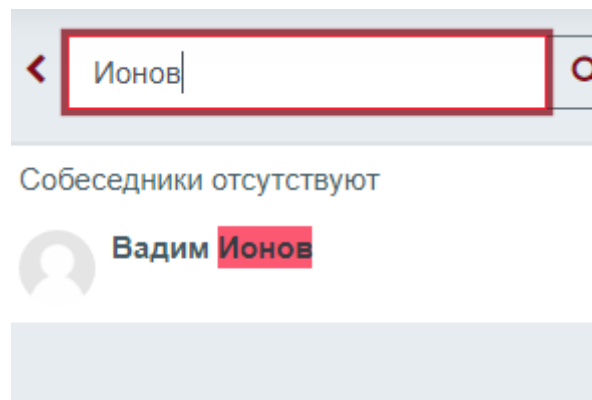 Ионов
Собеседники отсутствуют
Вадим Ионов